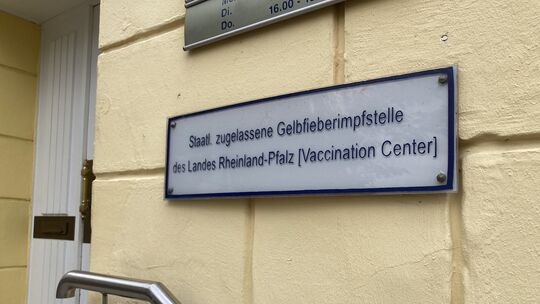 Di.
Do. 16.00 -
Staatl. zugelassene Gelbfieberimpfstelle
des Landes Rheinland-Pfalz [Vaccination Center]